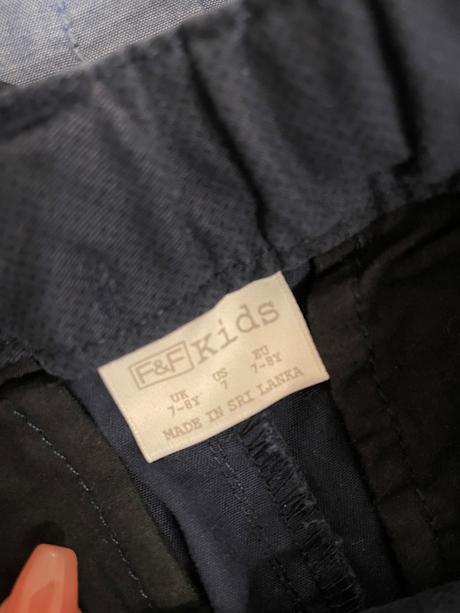 F&F Kids
UK US EU
7-8Y 7 7-8Y
MADE IN SRI LANKA